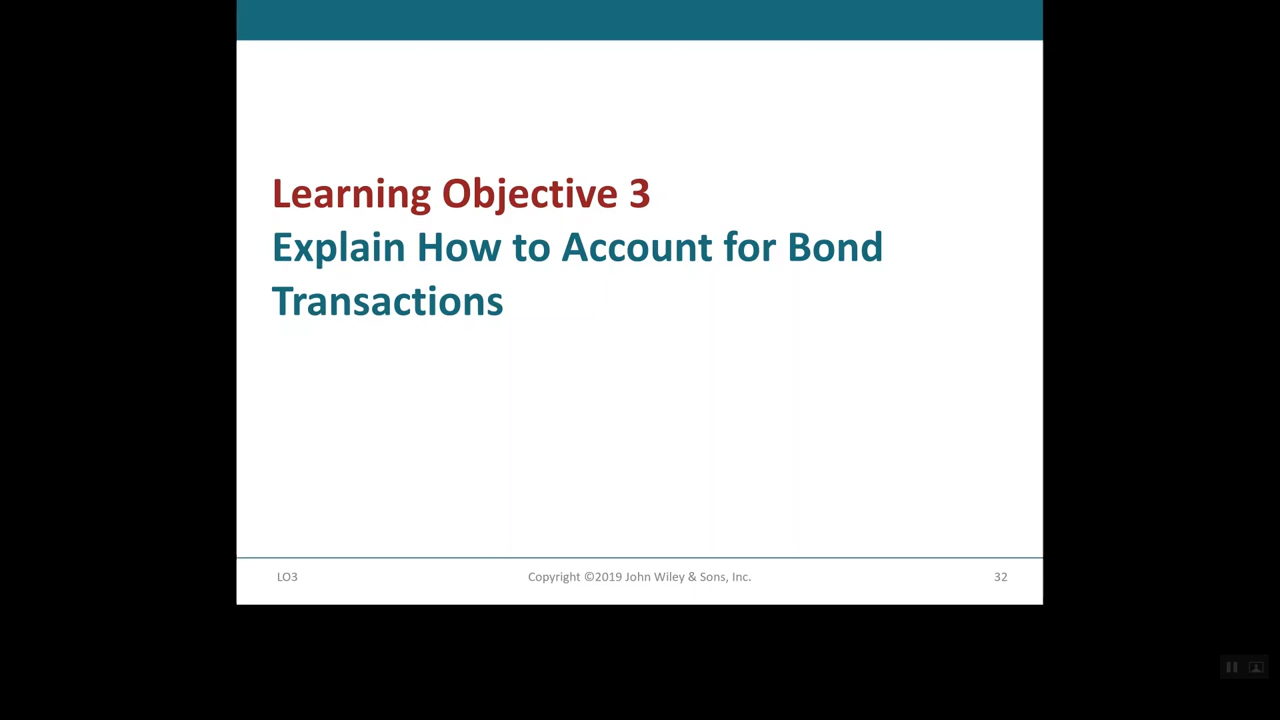 Learning Objective 3
Explain How to Account for Bond
Transactions
LO3
Copyright ©2019 John Wiley & Sons, Inc.
32